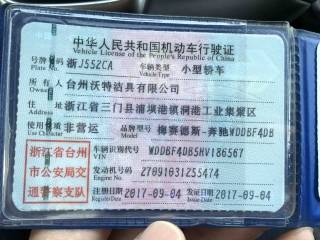 中华人民共和国机动车行驶证
Vehicle License of the People's Republic of China
号牌号码 浙J552CA 车辆类型 小型轿车
Plate No. Vehicle Type
所有人 台州沃特洁具有限公司
Owner
住址 浙江省三门县浦坝港镇洞港工业集聚区
Address
使用性质 非营运 品牌型号 梅赛德斯-奔驰WDDBF4DB
Use Character Model
浙江省台州 车辆识别代号 WDDBF4DB5HV186567
VIN
市公安局交 发动机号码 27091031255474
Engine No.
通警察支队 注册日期 2017-09-04 发证日期 2017-09-04
Register Date Issue Date